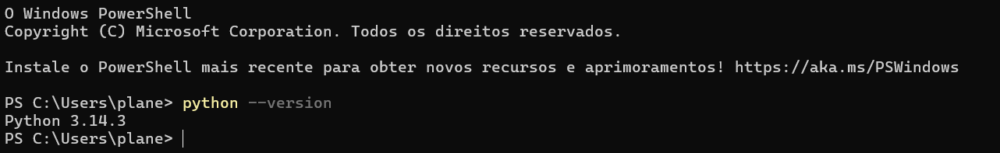 O Windows PowerShell
Copyright (C) Microsoft Corporation. Todos os direitos reservados.
Instale o PowerShell mais recente para obter novos recursos e aprimoramentos! https://aka.ms/PSWindows
PS C:\Users\plane> python --version
Python 3.14.3
PS C:\Users\plane>